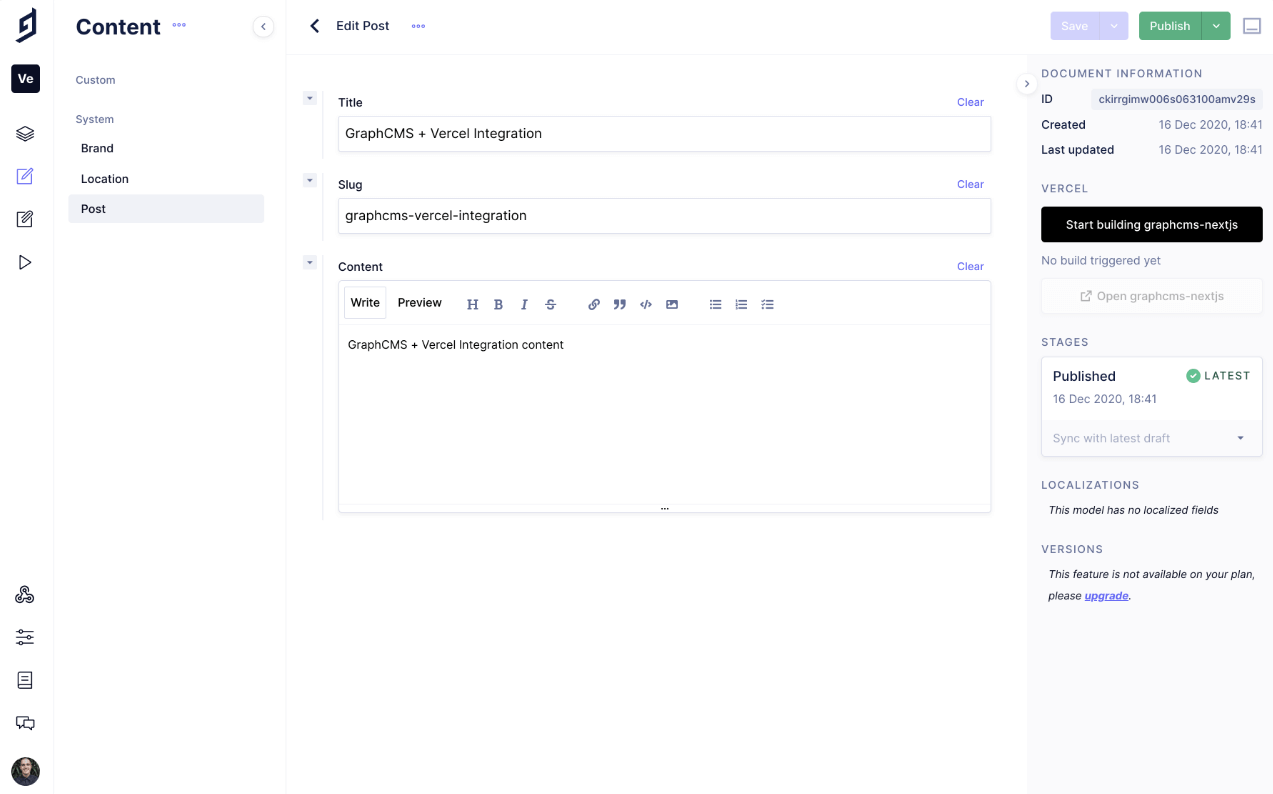 Content
Edit Post
Save
Publish
Ve
Custom
System
Brand
Location
Post
Title
Clear
GraphCMS + Vercel Integration
Slug
Clear
graphcms-vercel-integration
Content
Clear
Write
Preview
GraphCMS + Vercel Integration content
DOCUMENT INFORMATION
ID ckirrgimw006s063100amv29s
Created 16 Dec 2020, 18:41
Last updated 16 Dec 2020, 18:41
VERCEL
Start building graphcms-nextjs
No build triggered yet
Open graphcms-nextjs
STAGES
Published LATEST
16 Dec 2020, 18:41
Sync with latest draft
LOCALIZATIONS
This model has no localized fields
VERSIONS
This feature is not available on your plan,
please upgrade.